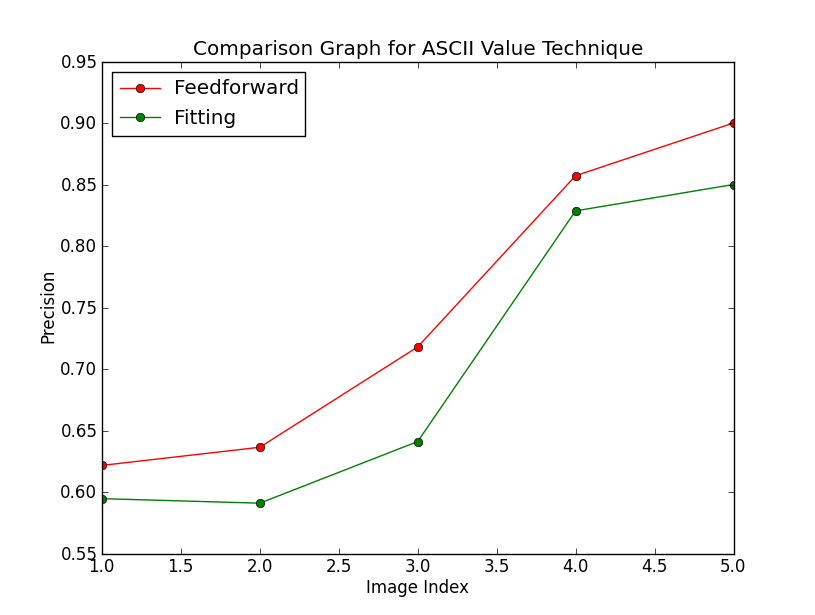 Comparison Graph for ASCII Value Technique
Feedforward
Fitting
0.95
0.90
0.85
0.80
0.75
0.70
0.65
0.60
0.55
Precision
1.0 1.5 2.0 2.5 3.0 3.5 4.0 4.5 5.0
Image Index